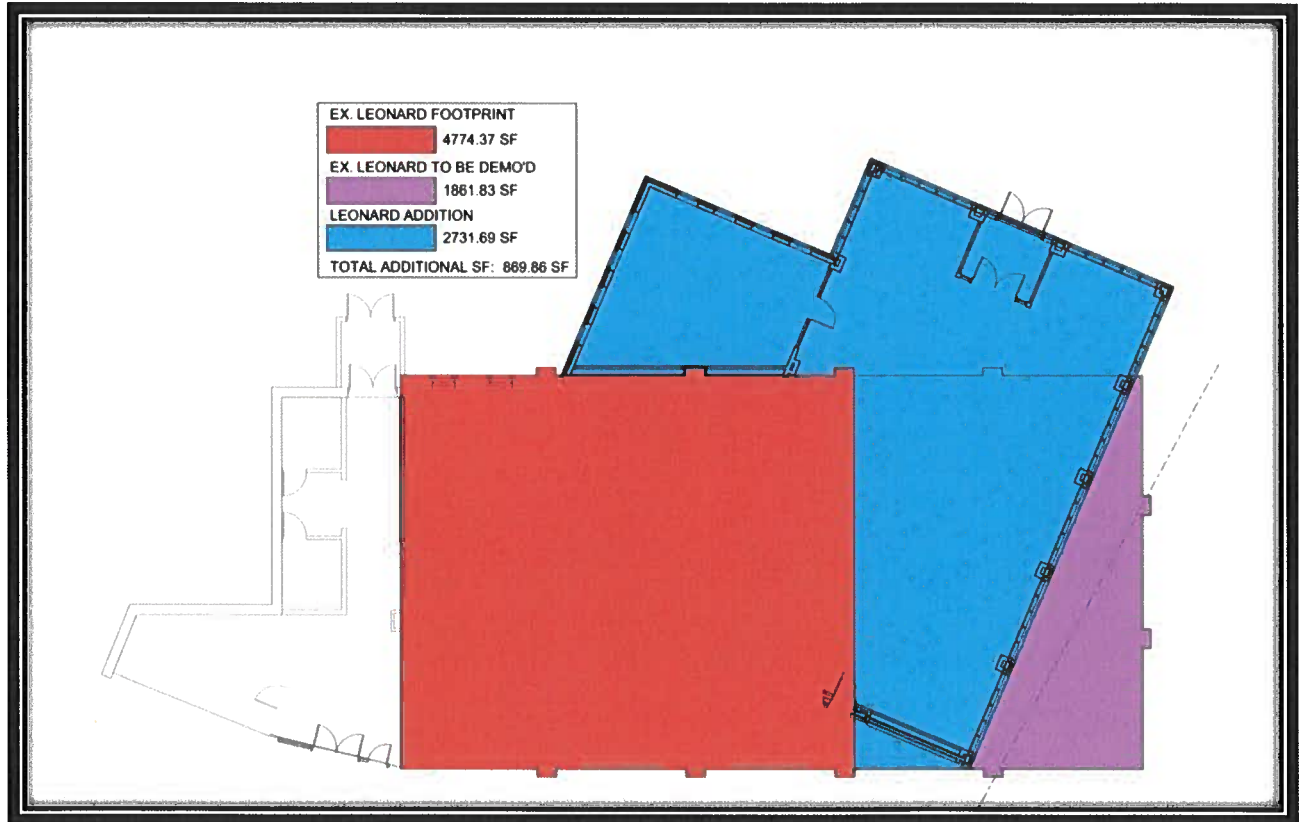 EX. LEONARD FOOTPRINT
4774.37 SF
EX. LEONARD TO BE DEMO'D
1861.83 SF
LEONARD ADDITION
2731.69 SF
TOTAL ADDITIONAL SF: 869.86 SF